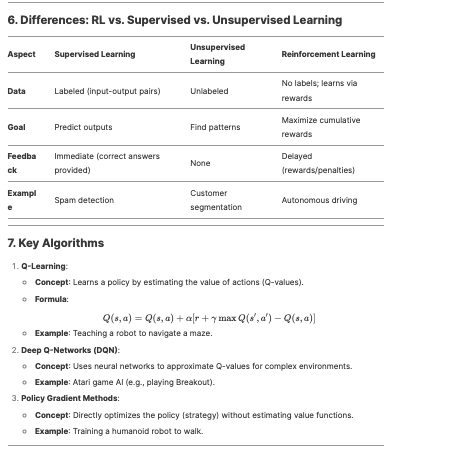 6. Differences: RL vs. Supervised vs. Unsupervised Learning
Aspect Supervised Learning Unsupervised Learning Reinforcement Learning
Data Labeled (input-output pairs) Unlabeled No labels; learns via rewards
Goal Predict outputs Find patterns Maximize cumulative rewards
Feedback Immediate (correct answers provided) None Delayed (rewards/penalties)
Example Spam detection Customer segmentation Autonomous driving
7. Key Algorithms
1. Q-Learning:
Concept: Learns a policy by estimating the value of actions (Q-values).
Formula:
Q(s, a) = Q(s, a) + α[r + γ max Q(s′, a′) − Q(s, a)]
Example: Teaching a robot to navigate a maze.
2. Deep Q-Networks (DQN):
Concept: Uses neural networks to approximate Q-values for complex environments.
Example: Atari game AI (e.g., playing Breakout).
3. Policy Gradient Methods:
Concept: Directly optimizes the policy (strategy) without estimating value functions.
Example: Training a humanoid robot to walk.